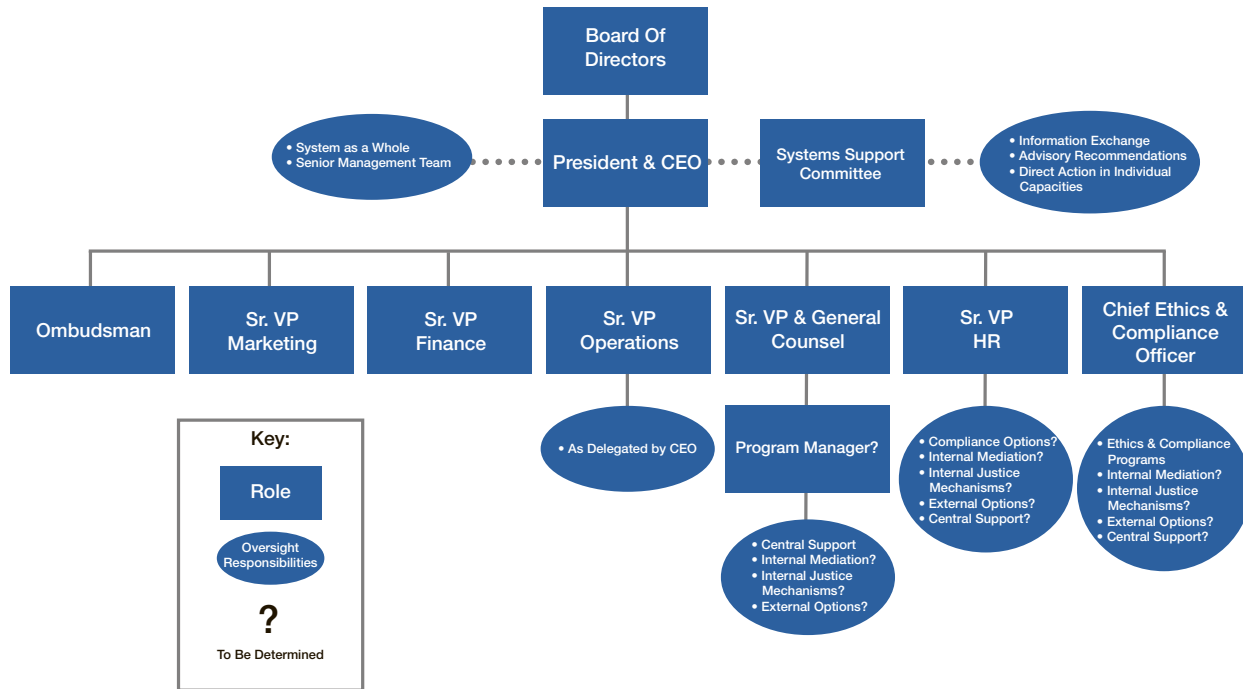 Board Of
Directors
• System as a Whole
• Senior Management Team
President & CEO
Systems Support
Committee
• Information Exchange
• Advisory Recommendations
• Direct Action in Individual
Capacities
Ombudsman
Sr. VP
Marketing
Sr. VP
Finance
Sr. VP
Operations
Sr. VP & General
Counsel
Sr. VP
HR
Chief Ethics &
Compliance
Officer
• As Delegated by CEO
Program Manager?
• Central Support
• Internal Mediation?
• Internal Justice
Mechanisms?
• External Options?
• Compliance Options?
• Internal Mediation?
• Internal Justice
Mechanisms?
• External Options?
• Central Support?
• Ethics & Compliance
Programs
• Internal Mediation?
• Internal Justice
Mechanisms?
• External Options?
• Central Support?
Key:
Role
Oversight
Responsibilities
?
To Be Determined